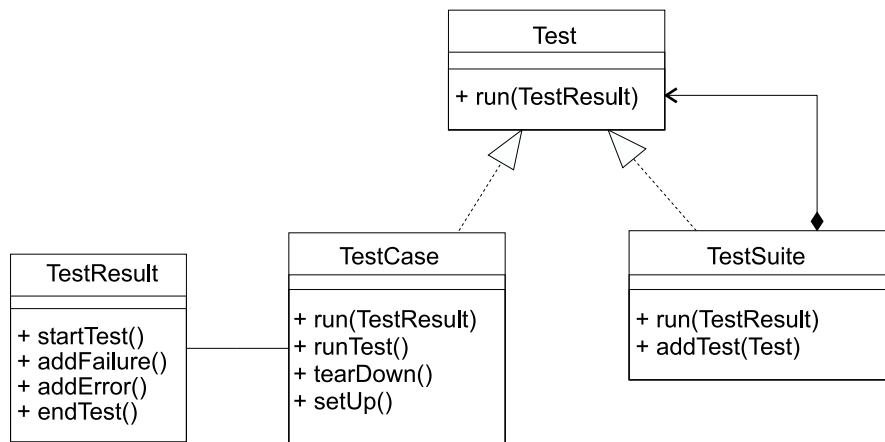 Test
+ run(TestResult)
TestResult
+ startTest()
+ addFailure()
+ addError()
+ endTest()
TestCase
+ run(TestResult)
+ runTest()
+ tearDown()
+ setUp()
TestSuite
+ run(TestResult)
+ addTest(Test)